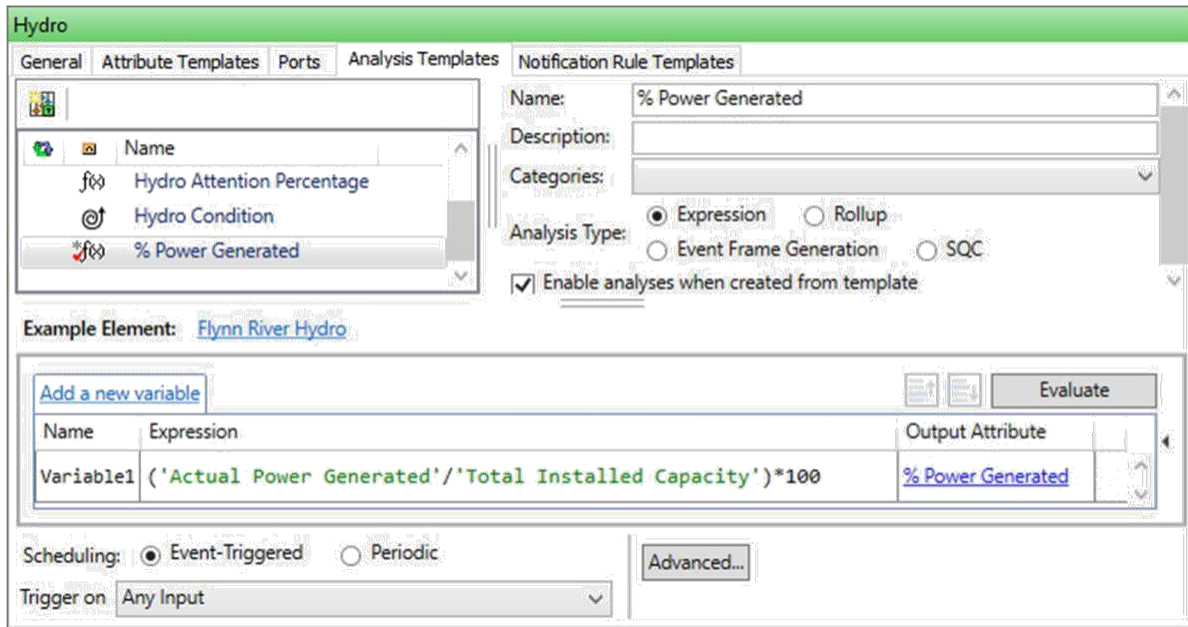 Hydro
General Attribute Templates Ports Analysis Templates Notification Rule Templates
Name
Hydro Attention Percentage
Hydro Condition
% Power Generated
Name: % Power Generated
Description:
Categories:
Analysis Type: Expression Rollup
Event Frame Generation SQC
Enable analyses when created from template
Example Element: Flynn River Hydro
Add a new variable Evaluate
Name Expression Output Attribute
Variable1 ('Actual Power Generated'/'Total Installed Capacity')*100 % Power Generated
Scheduling: Event-Triggered Periodic Advanced...
Trigger on Any Input